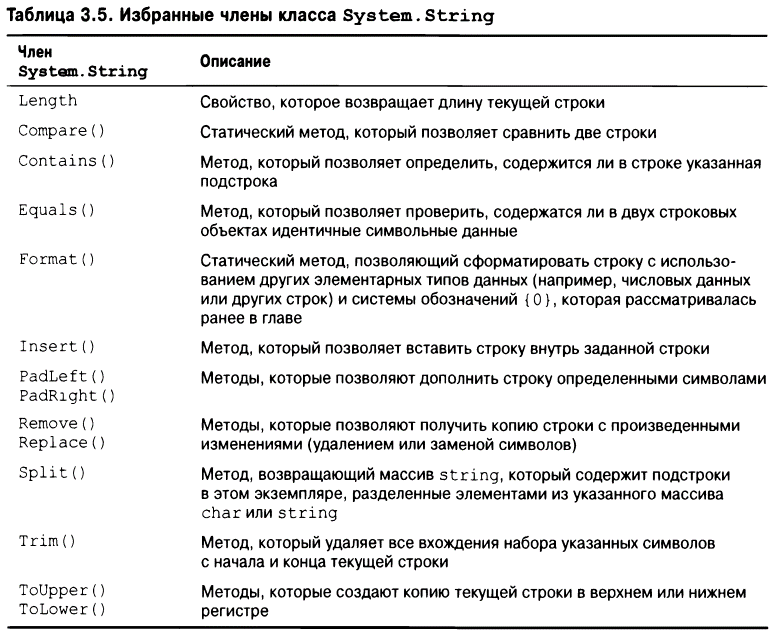 Таблица 3.5. Избранные члены класса System.String
Член
System.String
Описание
Length
Свойство, которое возвращает длину текущей строки
Compare()
Статический метод, который позволяет сравнить две строки
Contains()
Метод, который позволяет определить, содержится ли в строке указанная
подстрока
Equals()
Метод, который позволяет проверить, содержатся ли в двух строковых
объектах идентичные символьные данные
Format()
Статический метод, позволяющий сформатировать строку с использо-
ванием других элементарных типов данных (например, числовых данных
или других строк) и системы обозначений {0}, которая рассматривалась
ранее в главе
Insert()
Метод, который позволяет вставить строку внутрь заданной строки
PadLeft()
PadRight()
Методы, которые позволяют дополнить строку определенными символами
Remove()
Replace()
Методы, которые позволяют получить копию строки с произведенными
изменениями (удалением или заменой символов)
Split()
Метод, возвращающий массив string, который содержит подстроки
в этом экземпляре, разделенные элементами из указанного массива
char или string
Trim()
Метод, который удаляет все вхождения набора указанных символов
с начала и конца текущей строки
ToUpper()
ToLower()
Методы, которые создают копию текущей строки в верхнем или нижнем
регистре